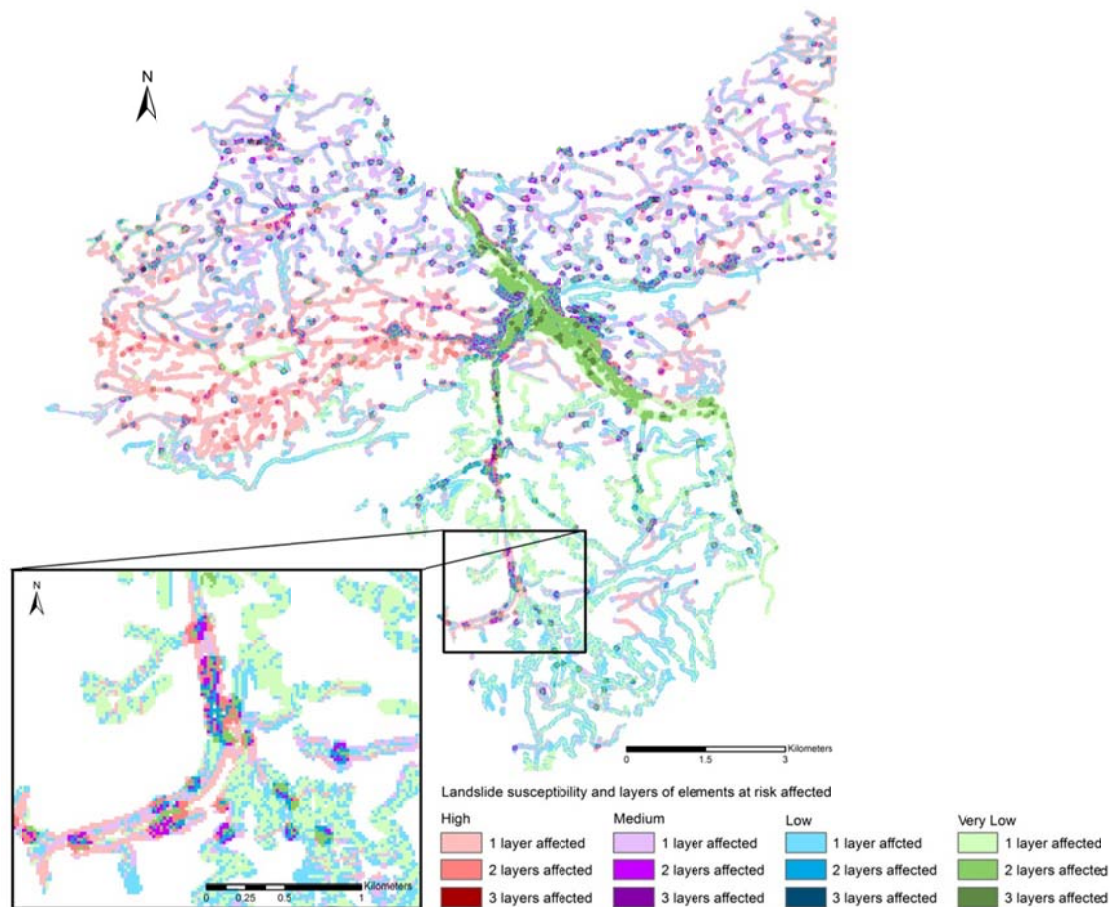 N
N
Kilometers
0 1.5 3
Kilometers
0 0.25 0.5 1
Landslide susceptibility and layers of elements at risk affected
High Medium Low Very Low
1 layer affected 1 layer affected 1 layer affcted 1 layer affected
2 layers affected 2 layers affected 2 layers affected 2 layers affected
3 layers affected 3 layers affected 3 layers affected 3 layers affected